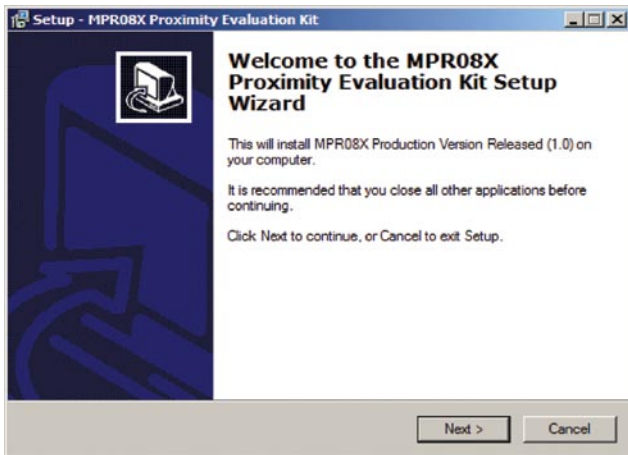 Setup - MPR08X Proximity Evaluation Kit
Welcome to the MPR08X
Proximity Evaluation Kit Setup
Wizard
This will install MPR08X Production Version Released (1.0) on
your computer.
It is recommended that you close all other applications before
continuing.
Click Next to continue, or Cancel to exit Setup.
Next >
Cancel